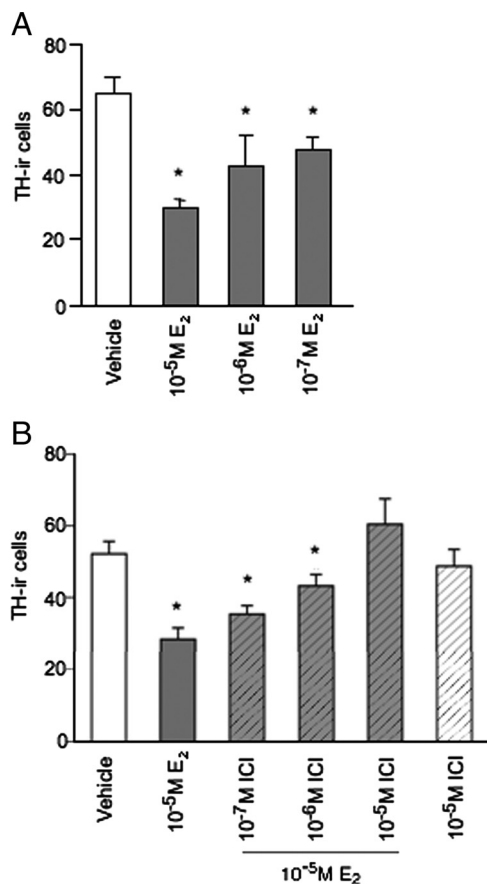 A
80
60
40
20
0
TH-ir cells
* * *
Vehicle
10⁻⁵M E₂
10⁻⁶M E₂
10⁻⁷M E₂
B
80
60
40
20
0
TH-ir cells
* * *
Vehicle
10⁻⁵M E₂
10⁻⁷M ICI
10⁻⁶M ICI
10⁻⁵M ICI
10⁻⁵M ICI
10⁻⁵M E₂